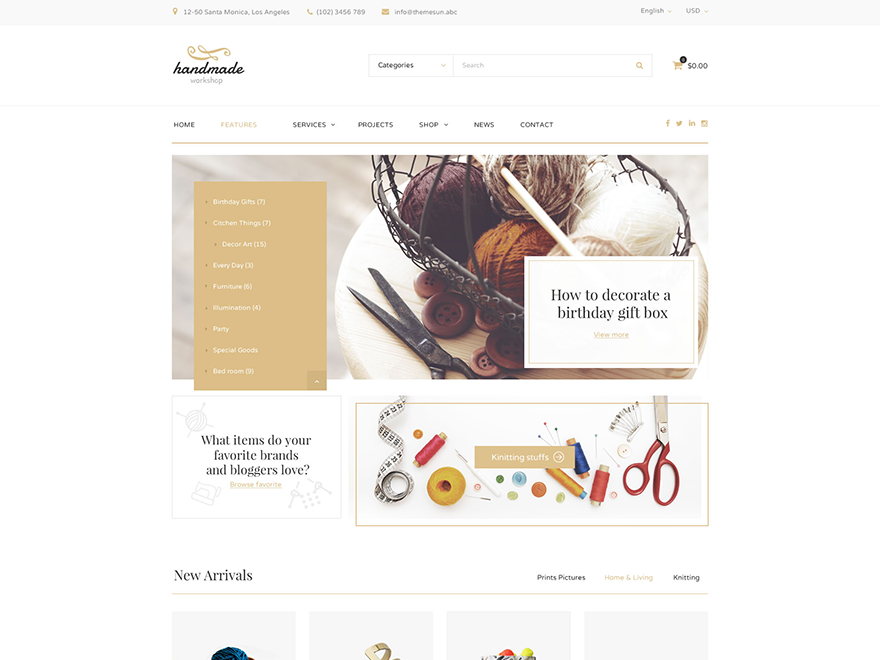 12-50 Santa Monica, Los Angeles
(102) 3456 789
info@themesun.abc
English
USD
handmade
workshop
Categories
Search
0
$0.00
HOME
FEATURES
SERVICES
PROJECTS
SHOP
NEWS
CONTACT
Birthday Gifts (7)
Citchen Things (7)
Decor Art (15)
Every Day (3)
Furniture (6)
Illumination (4)
Party
Special Goods
Bed room (9)
How to decorate a
birthday gift box
View more
What items do your
favorite brands
and bloggers love?
Browse favorite
Kinitting stuffs
New Arrivals
Prints Pictures
Home & Living
Knitting